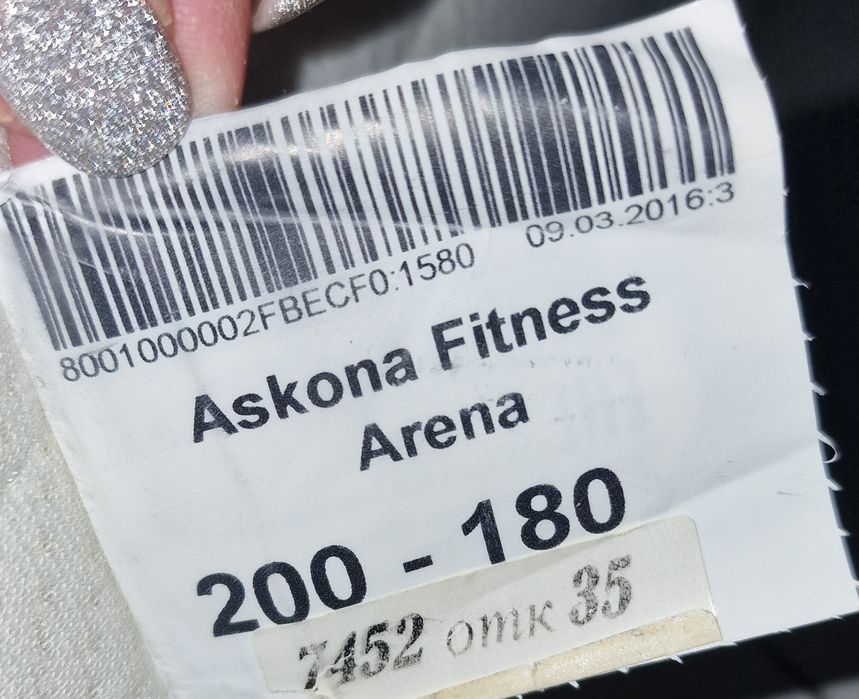 8001000002FBECF0:1580 09.03.2016:3
Askona Fitness
Arena
200 - 180
7452 отк 35